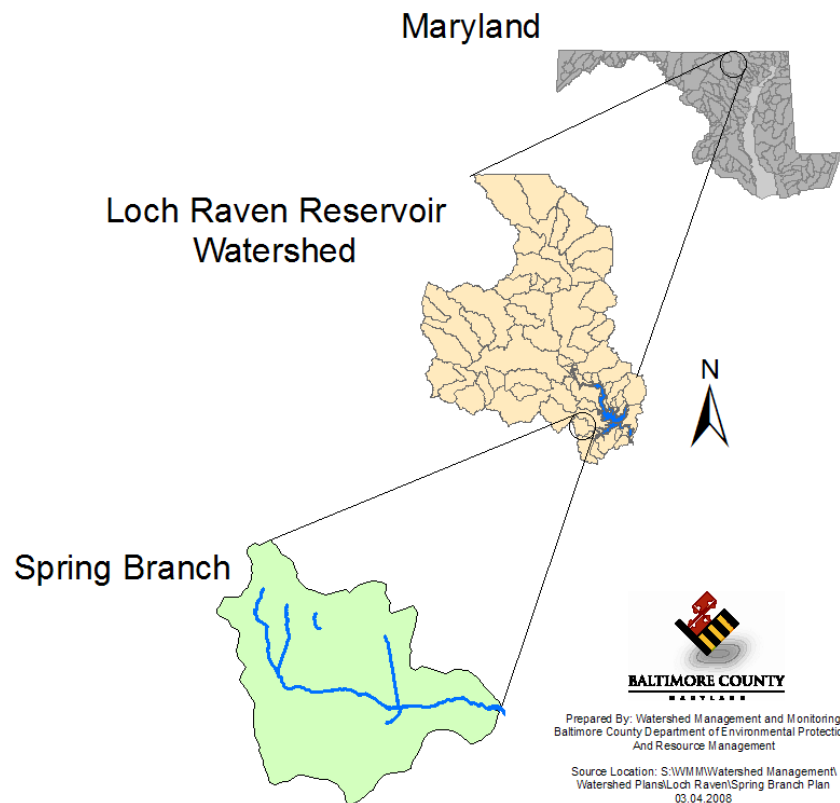 Maryland
Loch Raven Reservoir
Watershed
N
Spring Branch
BALTIMORE COUNTY
MARYLAND
Prepared By: Watershed Management and Monitoring
Baltimore County Department of Environmental Protectio
And Resource Management
Source Location: S:\WMM\Watershed Management\
Watershed Plans\Loch Raven\Spring Branch Plan
03.04.2008